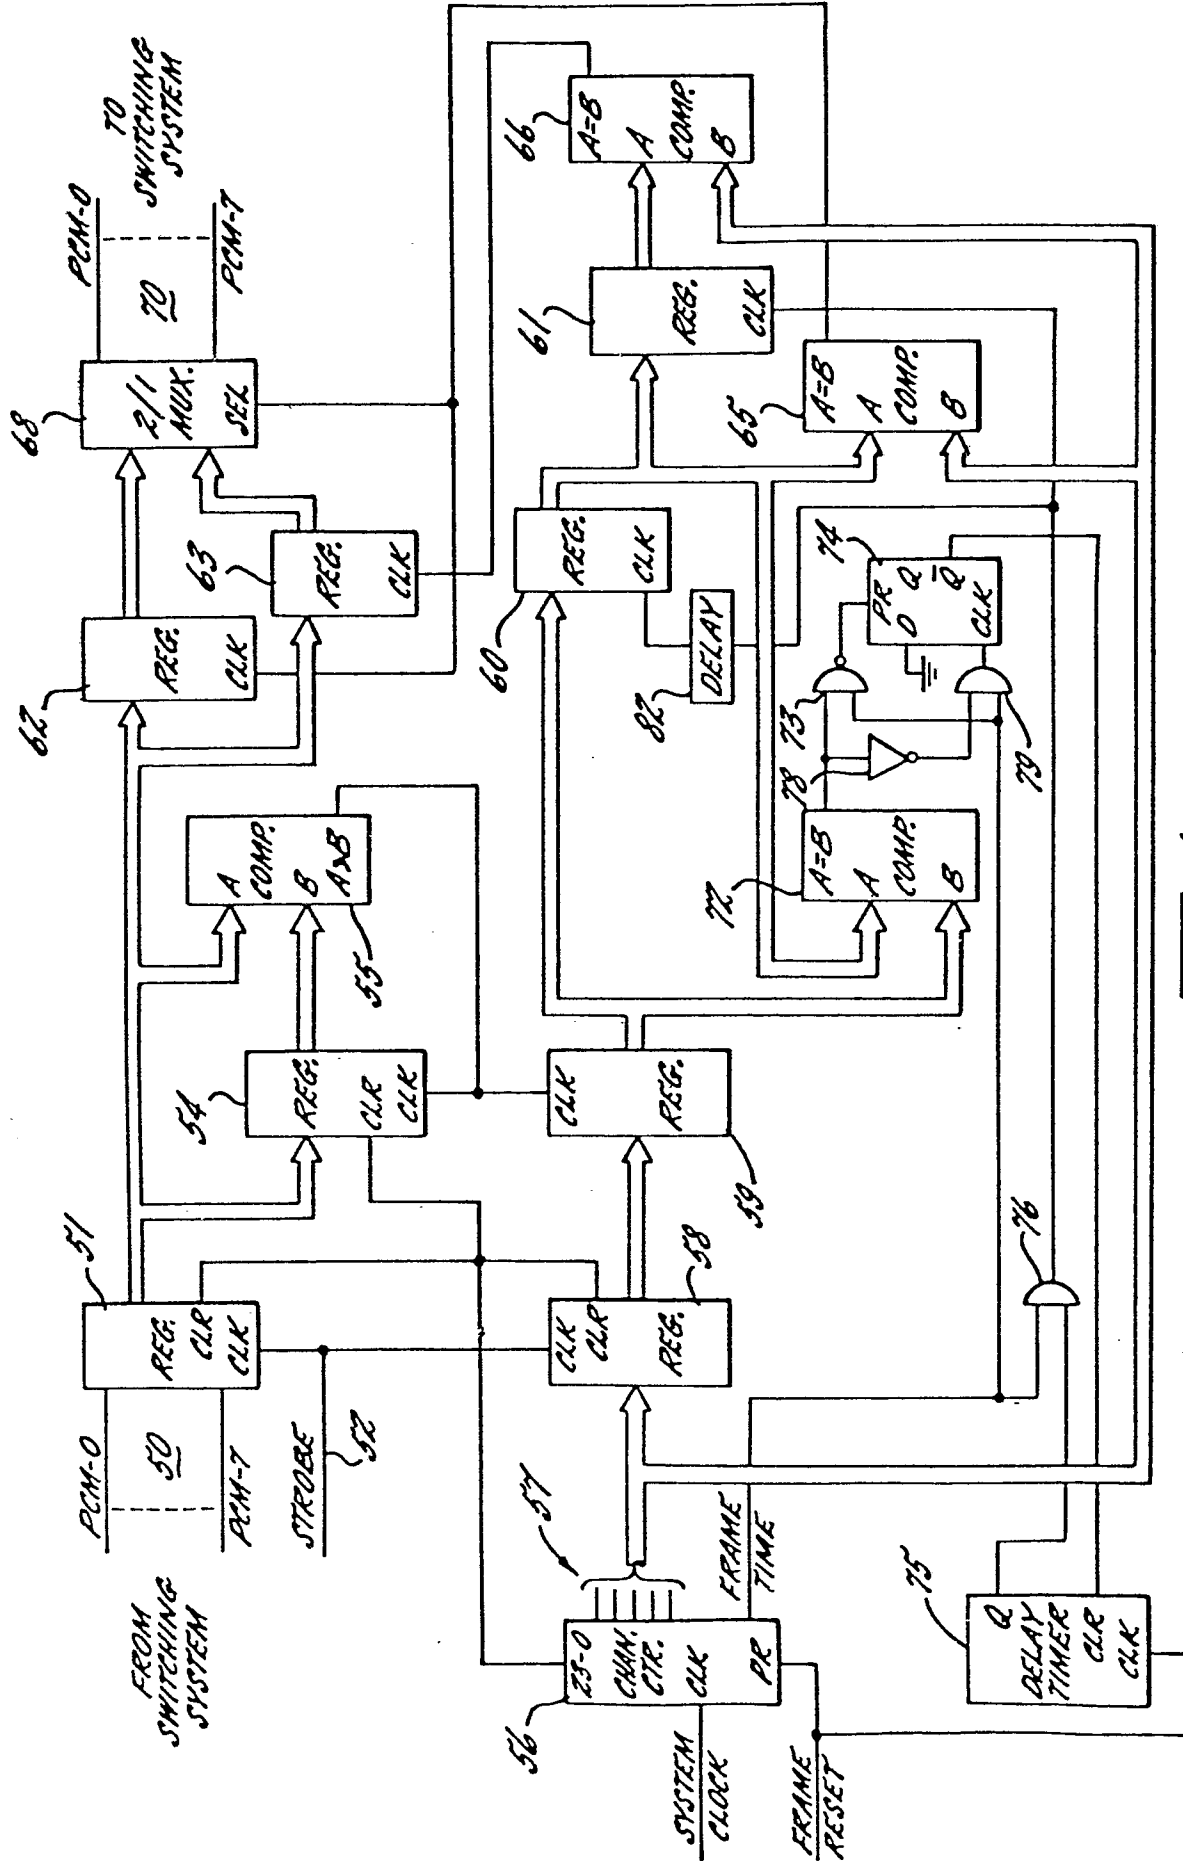 FROM
SWITCHING
SYSTEM
PCM-0
50
PCM-7
STROBE
52
51
REG.
CLR
CLK
54
REG.
CLR
CLK
A
COMP.
B
A>B
55
62
REG.
CLK
63
REG.
CLK
68
2/1
MUX.
SEL
PCM-0
70
PCM-7
TO
SWITCHING
SYSTEM
56
23-0
CHAN.
CTR.
CLK
PR
57
SYSTEM
CLOCK
FRAME
RESET
FRAME
TIME
CLK
CLR
REG.
58
CLK
REG.
59
60
REG.
CLK
82
DELAY
61
REG.
CLK
66
A=B
A
COMP.
B
65
A=B
A
COMP.
B
72
A=B
A
COMP.
B
78
73
79
74
PR
D
Q
Q
CLK
75
Q
DELAY
TIMER
CLR
CLK
76